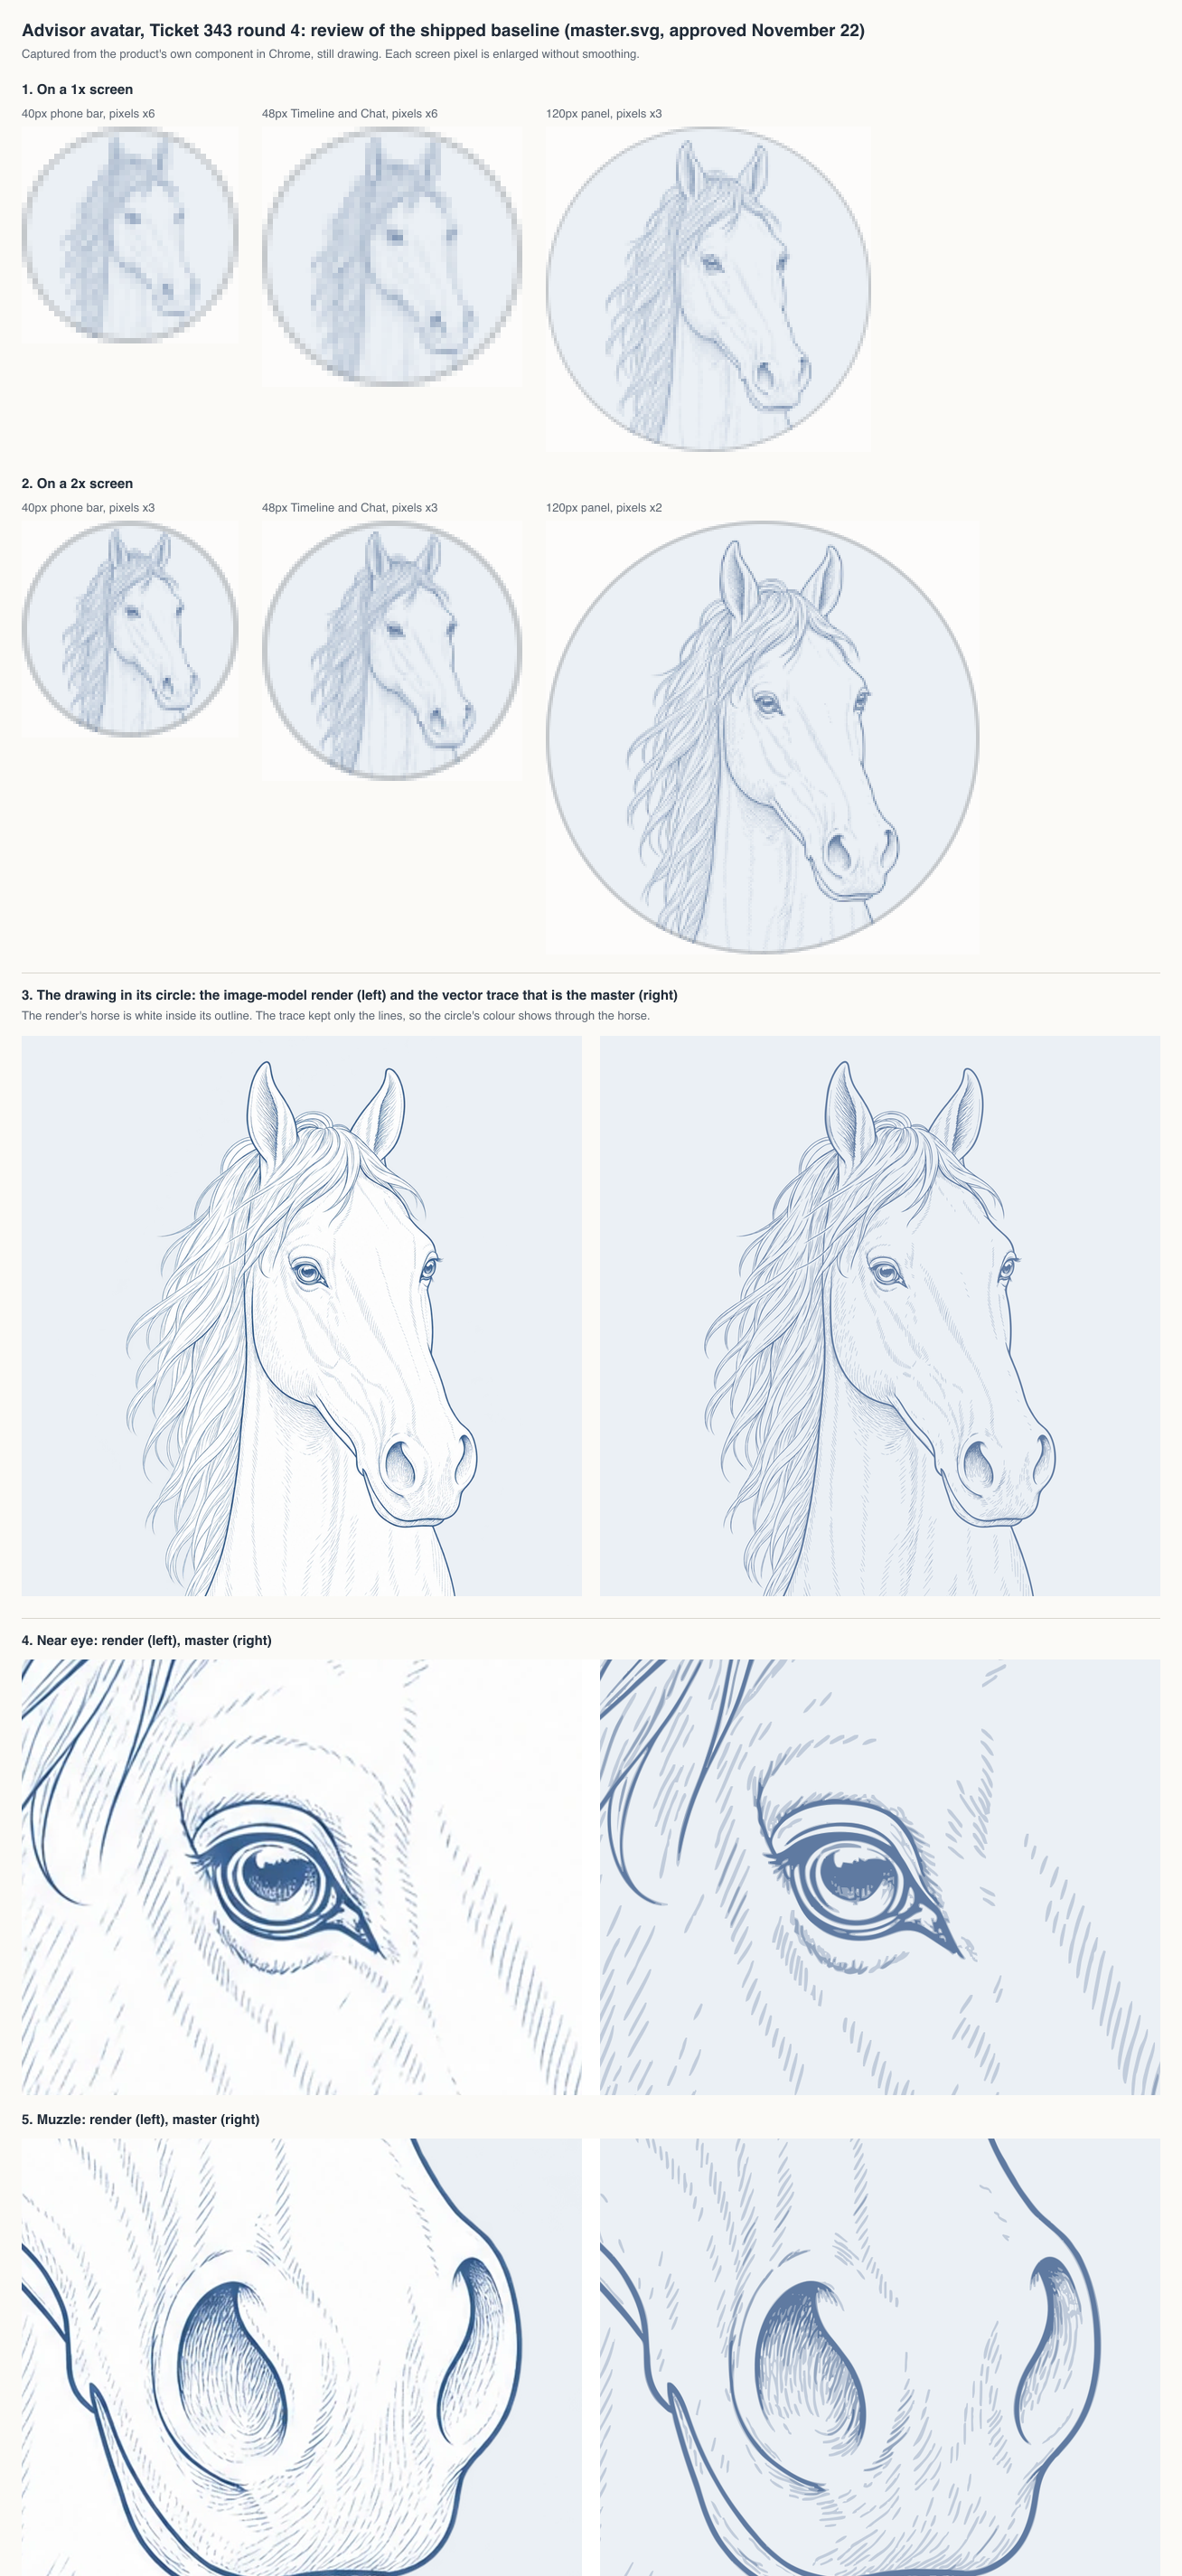 Advisor avatar, Ticket 343 round 4: review of the shipped baseline (master.svg, approved November 22)
Captured from the product's own component in Chrome, still drawing. Each screen pixel is enlarged without smoothing.
1. On a 1x screen
40px phone bar, pixels x6
48px Timeline and Chat, pixels x6
120px panel, pixels x3
2. On a 2x screen
40px phone bar, pixels x3
48px Timeline and Chat, pixels x3
120px panel, pixels x2
3. The drawing in its circle: the image-model render (left) and the vector trace that is the master (right)
The render's horse is white inside its outline. The trace kept only the lines, so the circle's colour shows through the horse.
4. Near eye: render (left), master (right)
5. Muzzle: render (left), master (right)